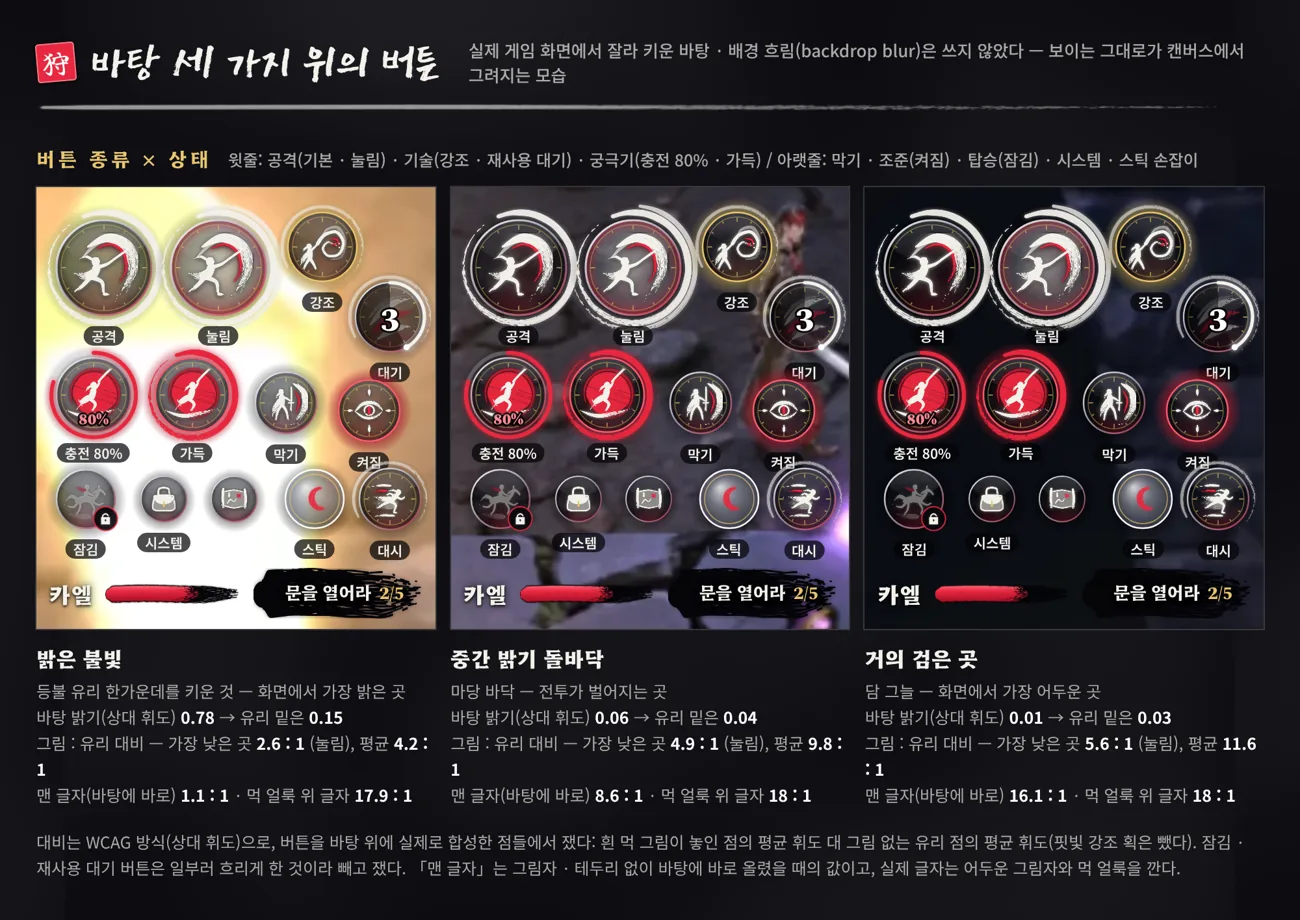 狩 바탕 세 가지 위의 버튼
실제 게임 화면에서 잘라 키운 바탕 · 배경 흐림(backdrop blur)은 쓰지 않았다 — 보이는 그대로가 캔버스에서
그려지는 모습
버튼 종류 × 상태 윗줄: 공격(기본 · 눌림) · 기술(강조 · 재사용 대기) · 궁극기(충전 80% · 가득) / 아랫줄: 막기 · 조준(켜짐) · 탑승(잠김) · 시스템 · 스틱 손잡이
강조
3
공격 눌림
대기
80%
충전 80% 가득 막기 켜짐
잠김 시스템 스틱 대시
카엘 문을 열어라 2/5
강조
3
공격 눌림
대기
80%
충전 80% 가득 막기 켜짐
잠김 시스템 스틱 대시
카엘 문을 열어라 2/5
강조
3
공격 눌림
대기
80%
충전 80% 가득 막기 켜짐
잠김 시스템 스틱 대시
카엘 문을 열어라 2/5
밝은 불빛
등불 유리 한가운데를 키운 것 — 화면에서 가장 밝은 곳
바탕 밝기(상대 휘도) 0.78 → 유리 밑은 0.15
그림 : 유리 대비 — 가장 낮은 곳 2.6 : 1 (눌림), 평균 4.2 :
1
맨 글자(바탕에 바로) 1.1 : 1 · 먹 얼룩 위 글자 17.9 : 1
중간 밝기 돌바닥
마당 바닥 — 전투가 벌어지는 곳
바탕 밝기(상대 휘도) 0.06 → 유리 밑은 0.04
그림 : 유리 대비 — 가장 낮은 곳 4.9 : 1 (눌림), 평균 9.8 :
1
맨 글자(바탕에 바로) 8.6 : 1 · 먹 얼룩 위 글자 18 : 1
거의 검은 곳
담 그늘 — 화면에서 가장 어두운 곳
바탕 밝기(상대 휘도) 0.01 → 유리 밑은 0.03
그림 : 유리 대비 — 가장 낮은 곳 5.6 : 1 (눌림), 평균 11.6
: 1
맨 글자(바탕에 바로) 16.1 : 1 · 먹 얼룩 위 글자 18 : 1
대비는 WCAG 방식(상대 휘도)으로, 버튼을 바탕 위에 실제로 합성한 점들에서 쟀다: 흰 먹 그림이 놓인 점의 평균 휘도 대 그림 없는 유리 점의 평균 휘도(핏빛 강조 획은 뺐다). 잠김 ·
재사용 대기 버튼은 일부러 흐리게 한 것이라 빼고 쟀다. 「맨 글자」는 그림자 · 테두리 없이 바탕에 바로 올렸을 때의 값이고, 실제 글자는 어두운 그림자와 먹 얼룩을 깐다.